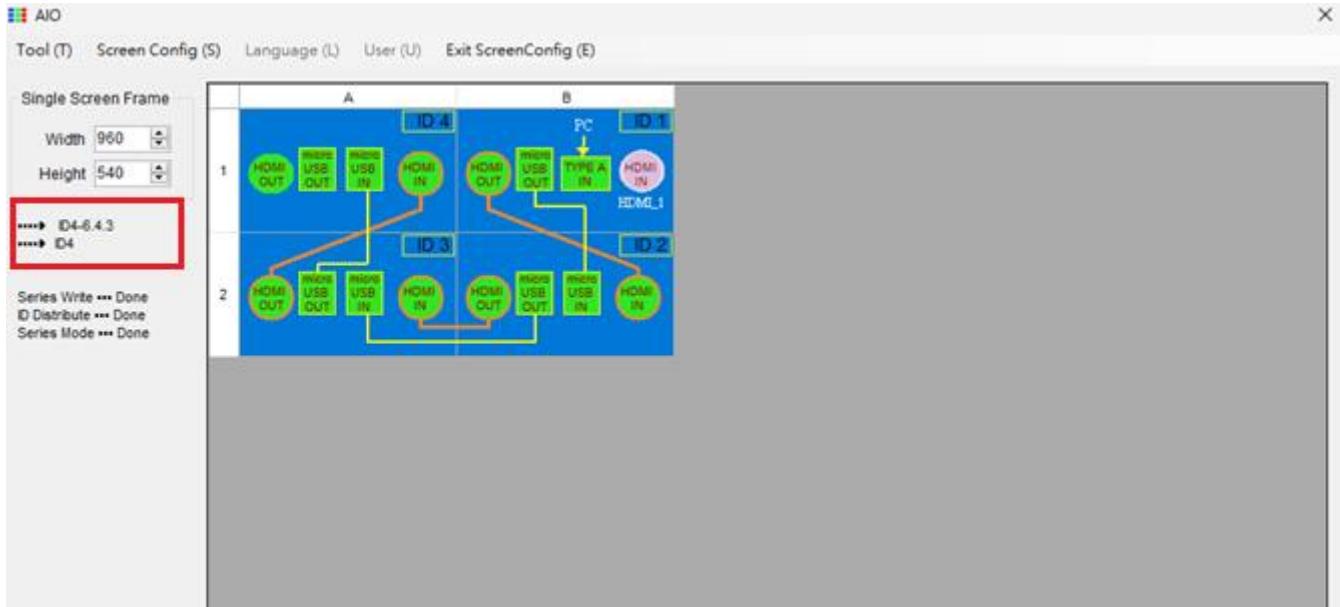 AIO
Tool (T) Screen Config (S) Language (L) User (U) Exit ScreenConfig (E)
Single Screen Frame
Width 960
Height 540
ID4-6.4.3
ID4
Series Write --- Done
ID Distribute --- Done
Series Mode --- Done
A B
1
ID 4
HDMI OUT
micro USB OUT
micro USB IN
HDMI IN
PC
ID 1
HDMI OUT
micro USB OUT
TYPE A IN
HDMI IN
HDMI_1
2
ID 3
HDMI OUT
micro USB OUT
micro USB IN
HDMI IN
ID 2
HDMI OUT
micro USB OUT
micro USB IN
HDMI IN